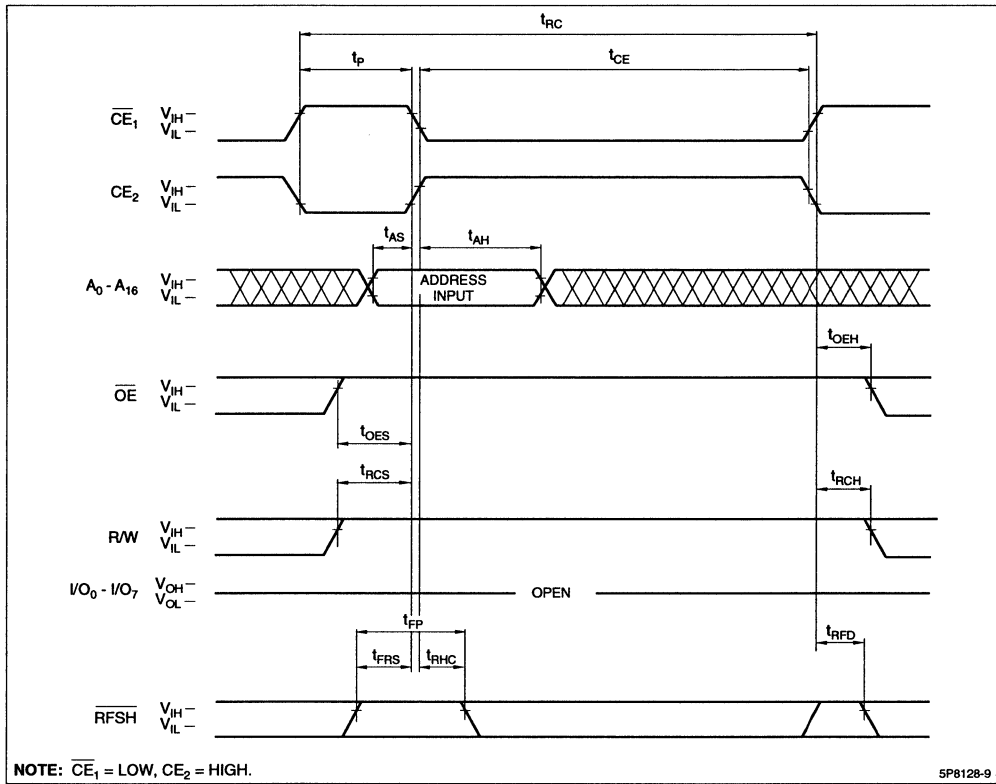 tRC
tP
tCE
CE1 VIH
VIL
CE2 VIH
VIL
tAS
tAH
A0 - A16 VIH
VIL
ADDRESS
INPUT
tOEH
OE VIH
VIL
tOES
tRCS
tRCH
R/W VIH
VIL
I/O0 - I/O7 VOH
VOL
OPEN
tFP
tFRS
tRHC
tRFD
RFSH VIH
VIL
NOTE: CE1 = LOW, CE2 = HIGH.
5P8128-9